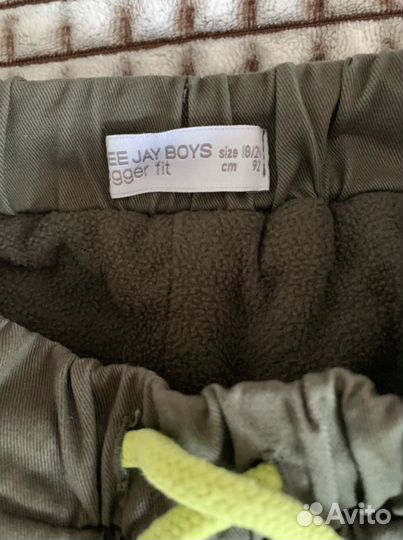 EE JAY BOYS size 18/2
gger fit cm 92
Avito